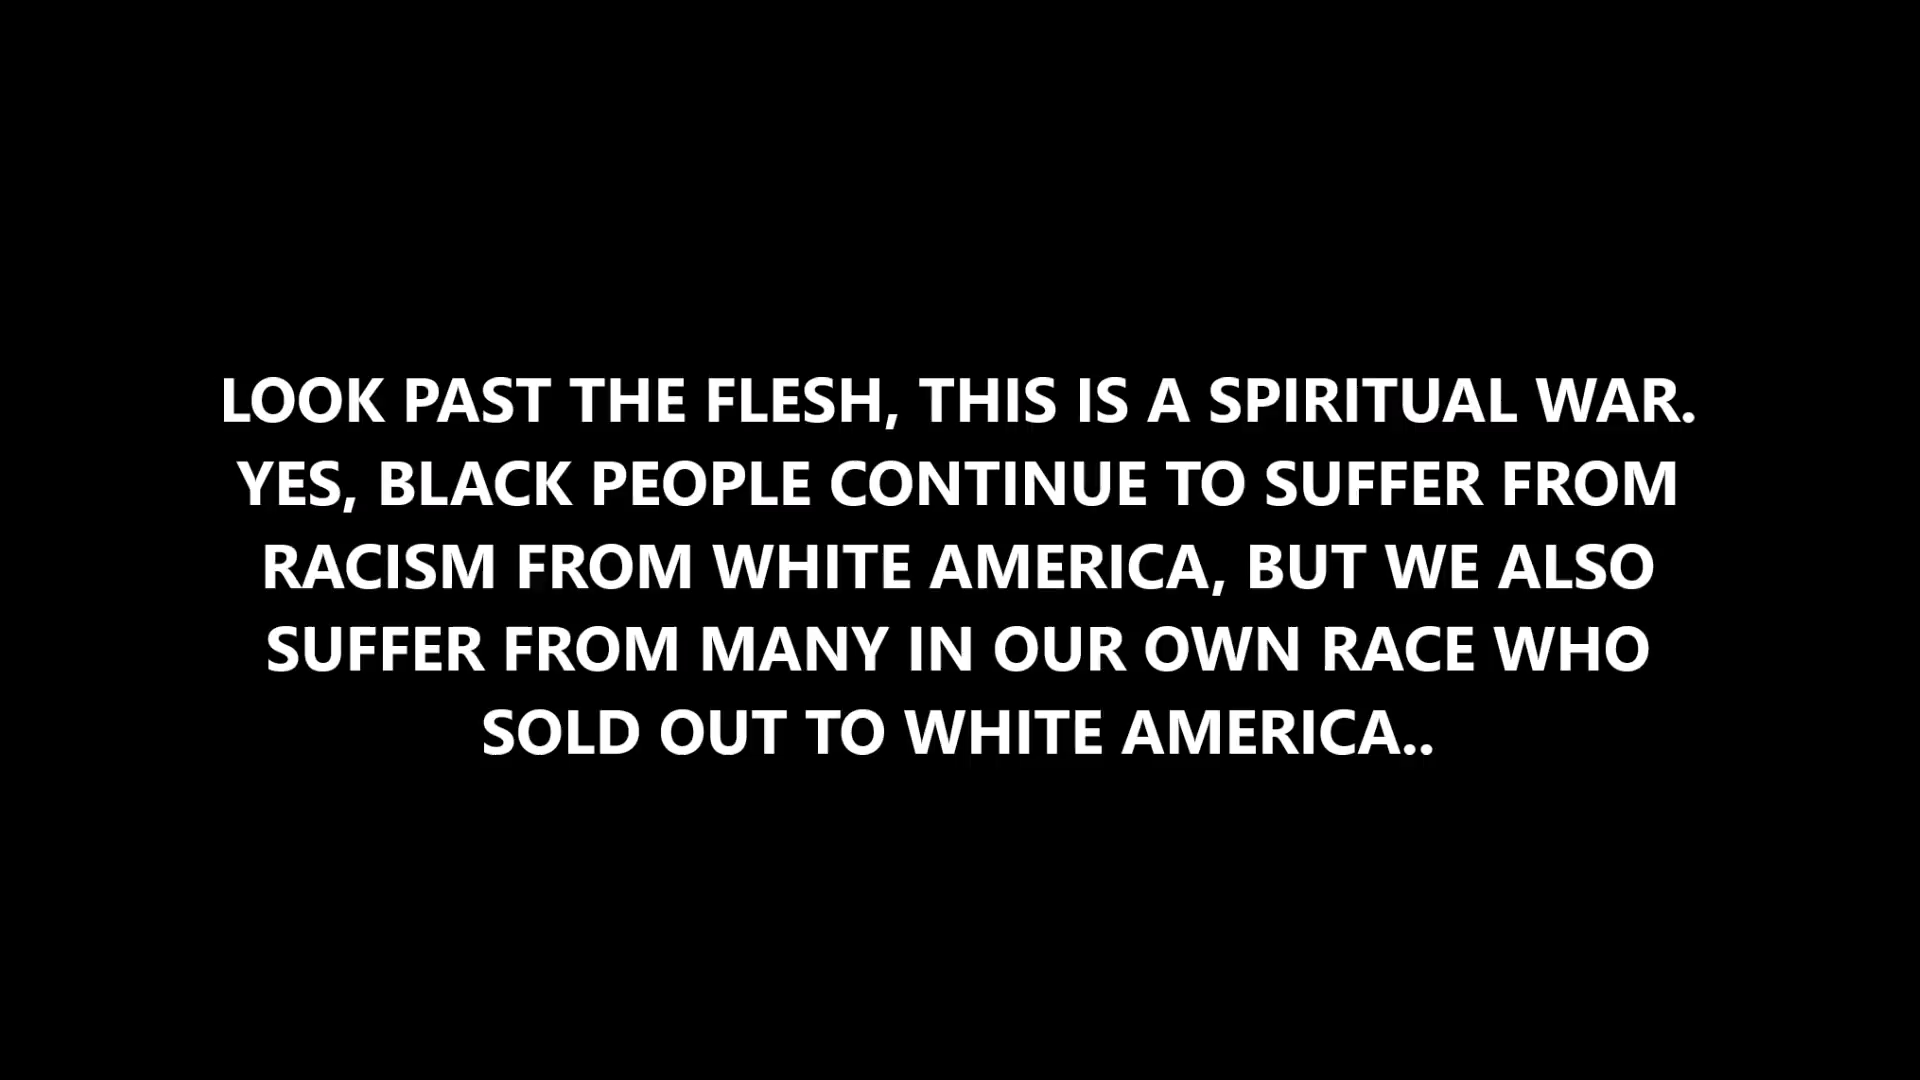 LOOK PAST THE FLESH, THIS IS A SPIRITUAL WAR.
YES, BLACK PEOPLE CONTINUE TO SUFFER FROM
RACISM FROM WHITE AMERICA, BUT WE ALSO
SUFFER FROM MANY IN OUR OWN RACE WHO
SOLD OUT TO WHITE AMERICA..